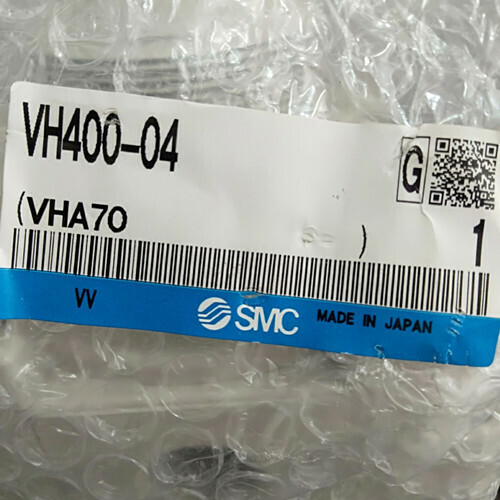 VH400-04
G
(VHA70 )
1
VV
SMC MADE IN JAPAN